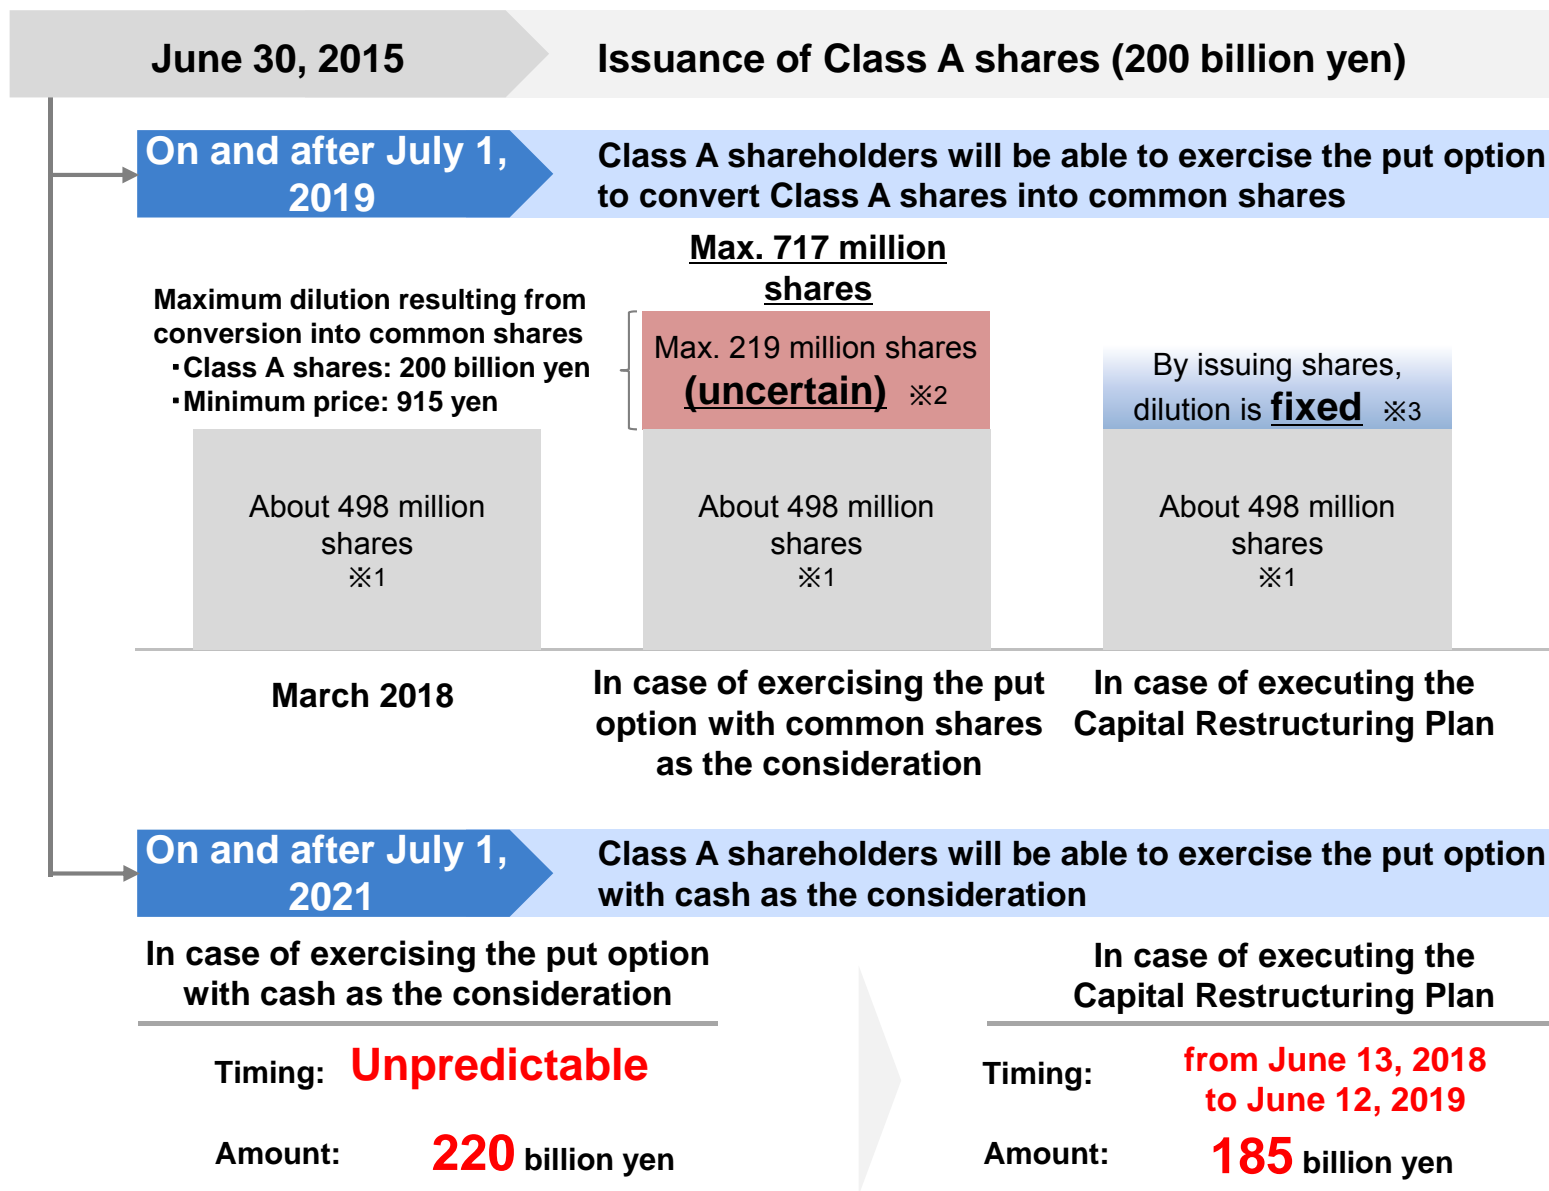 June 30, 2015
Issuance of Class A shares (200 billion yen)
On and after July 1,
2019
Class A shareholders will be able to exercise the put option
to convert Class A shares into common shares
Max. 717 million
shares
Maximum dilution resulting from
conversion into common shares
・Class A shares: 200 billion yen
・Minimum price: 915 yen
Max. 219 million shares
(uncertain) ※2
By issuing shares,
dilution is fixed ※3
About 498 million
shares
※1
About 498 million
shares
※1
About 498 million
shares
※1
March 2018
In case of exercising the put
option with common shares
as the consideration
In case of executing the
Capital Restructuring Plan
On and after July 1,
2021
Class A shareholders will be able to exercise the put option
with cash as the consideration
In case of exercising the put option
with cash as the consideration
Timing: Unpredictable
Amount: 220 billion yen
In case of executing the
Capital Restructuring Plan
Timing:
from June 13, 2018
to June 12, 2019
Amount: 185 billion yen